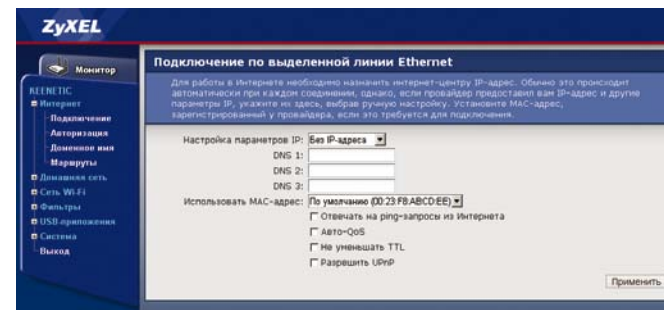 ZyXEL
Монитор
KEENETIC
Интернет
Подключение
Авторизация
Доменное имя
Маршруты
Домашняя сеть
Сеть Wi-Fi
Фильтры
USB-приложения
Система
Выход
Подключение по выделенной линии Ethernet
Для работы в Интернете необходимо назначить интернет-центру IP-адрес. Обычно это происходит
автоматически при каждом соединении, однако, если провайдер предоставил вам IP-адрес и другие
параметры IP, укажите их здесь, выбрав ручную настройку. Установите MAC-адрес,
зарегистрированный у провайдера, если это требуется для подключения.
Настройка параметров IP: Без IP-адреса
DNS 1:
DNS 2:
DNS 3:
Использовать MAC-адрес: По умолчанию (00:23:F8:AB:CD:EE)
Отвечать на ping-запросы из Интернета
Авто-QoS
Не уменьшать TTL
Разрешить UPnP
Применить